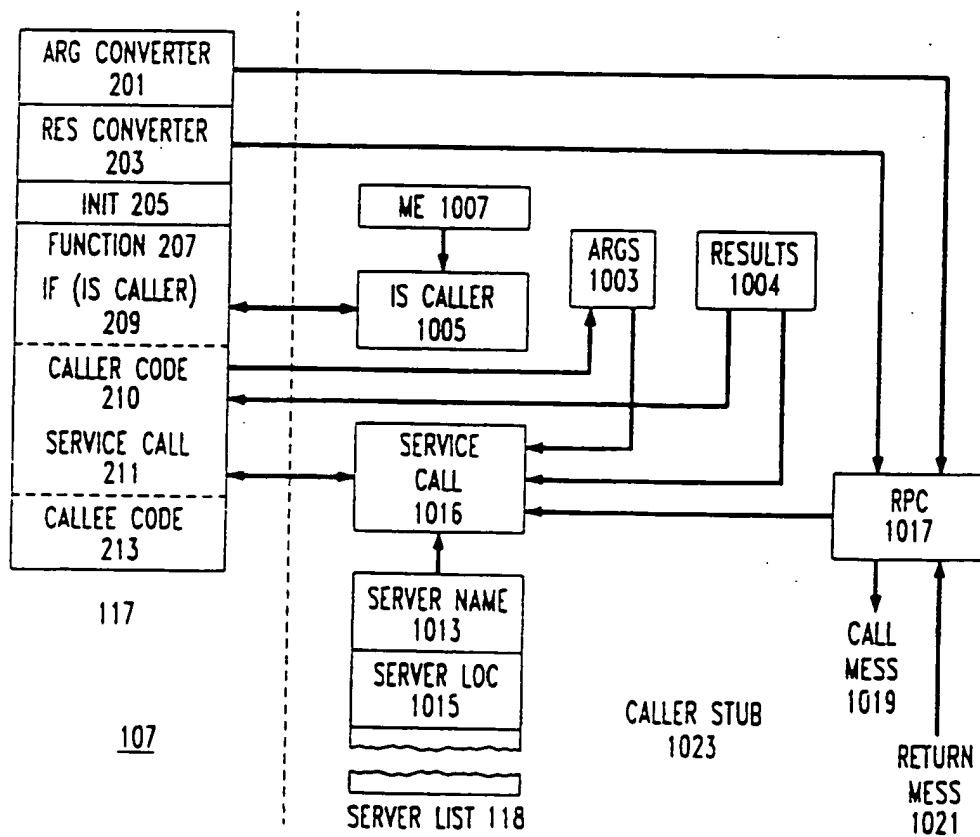 ARG CONVERTER
201
RES CONVERTER
203
INIT 205
FUNCTION 207
IF (IS CALLER)
209
CALLER CODE
210
SERVICE CALL
211
CALLEE CODE
213
117
107
ME 1007
IS CALLER
1005
ARGS
1003
RESULTS
1004
SERVICE
CALL
1016
SERVER NAME
1013
SERVER LOC
1015
SERVER LIST 118
CALLER STUB
1023
RPC
1017
CALL
MESS
1019
RETURN
MESS
1021